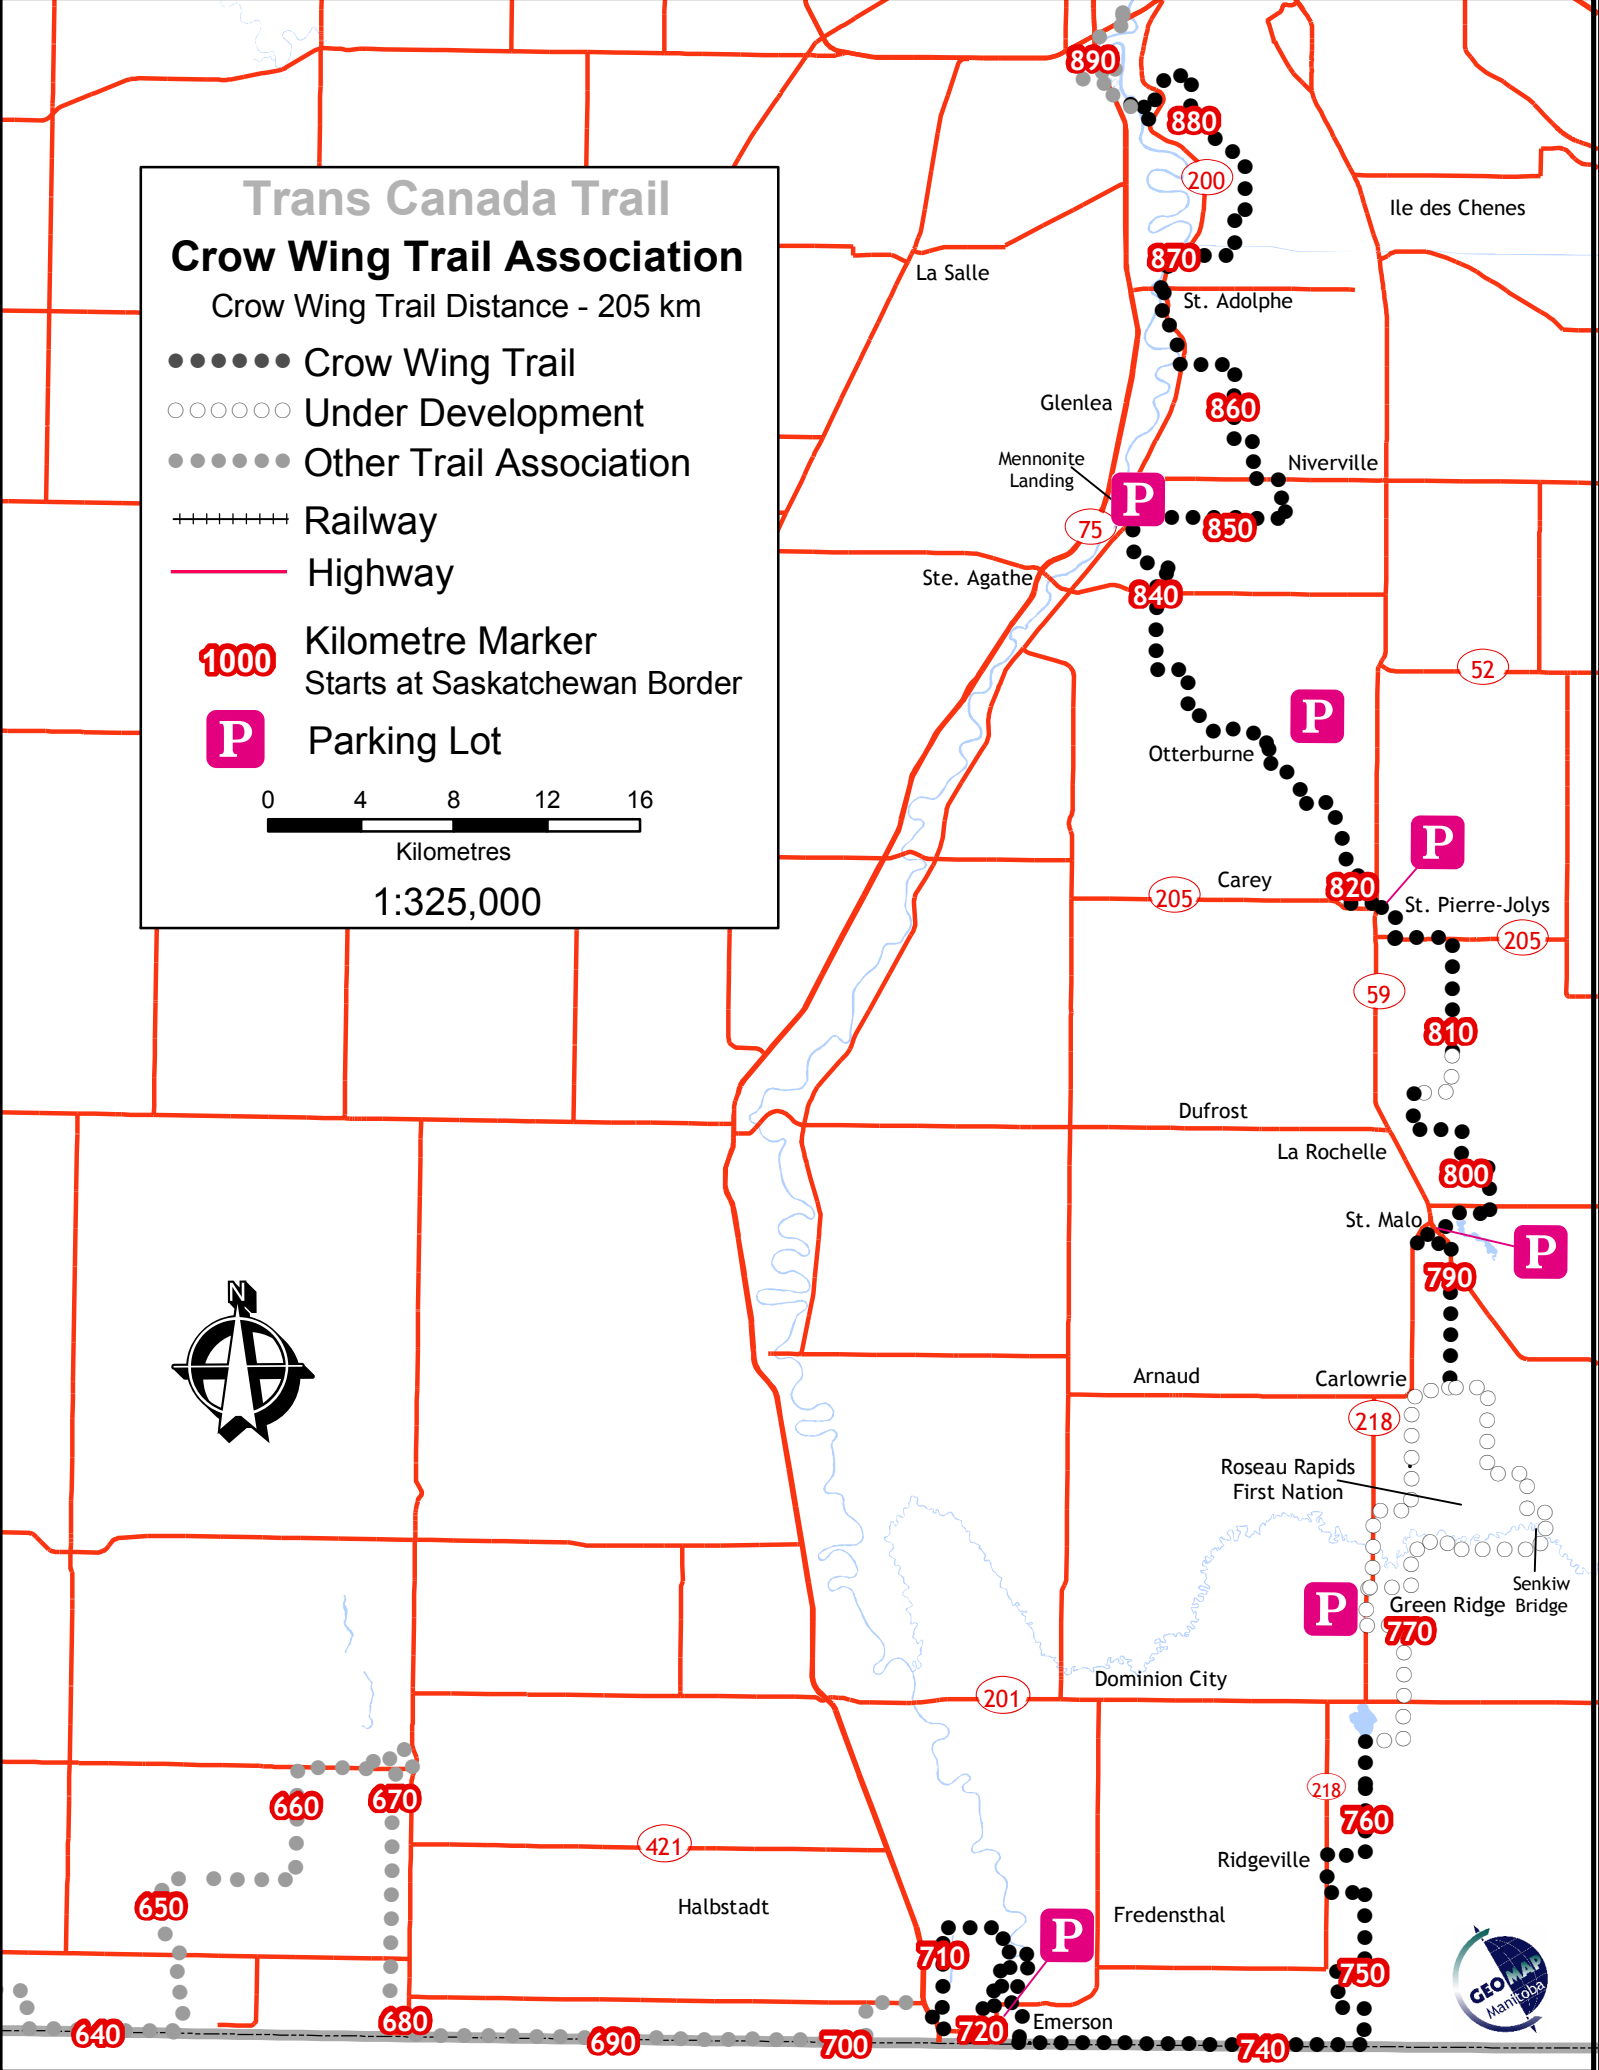 890
880
200
Ile des Chenes
870
La Salle
St. Adolphe
Trans Canada Trail
Crow Wing Trail Association
Crow Wing Trail Distance - 205 km
Crow Wing Trail
Under Development
Other Trail Association
Railway
Highway
1000
Kilometre Marker
Starts at Saskatchewan Border
P
Parking Lot
0 4 8 12 16
Kilometres
1:325,000
Glenlea
860
Mennonite
Landing
Niverville
P
75
850
Ste. Agathe
840
52
P
Otterburne
P
Carey
820
205
St. Pierre-Jolys
205
59
810
Dufrost
La Rochelle
800
St. Malo
P
790
N
Arnaud
Carlowrie
218
Roseau Rapids
First Nation
Senkiw
Bridge
P
Green Ridge
770
Dominion City
201
218
660
670
760
421
Ridgeville
650
Halbstadt
Fredensthal
P
710
750
GEOMAP
Manitoba
680
720
Emerson
640
690
700
740